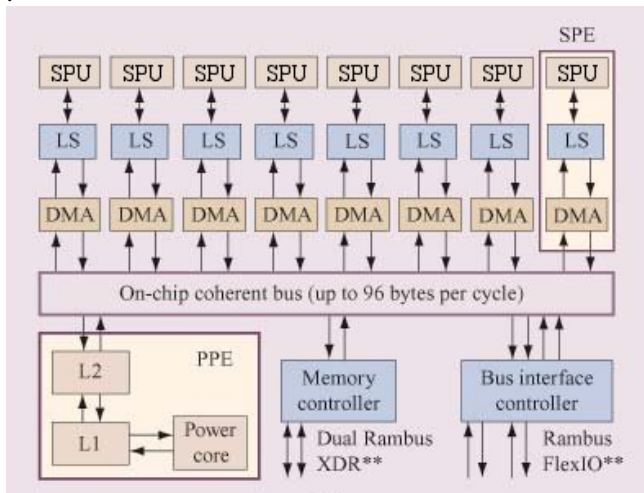 SPE
SPU SPU SPU SPU SPU SPU SPU SPU
LS LS LS LS LS LS LS LS
DMA DMA DMA DMA DMA DMA DMA DMA
On-chip coherent bus (up to 96 bytes per cycle)
PPE
L2
L1
Power
core
Memory
controller
Dual Rambus
XDR**
Bus interface
controller
Rambus
FlexIO**